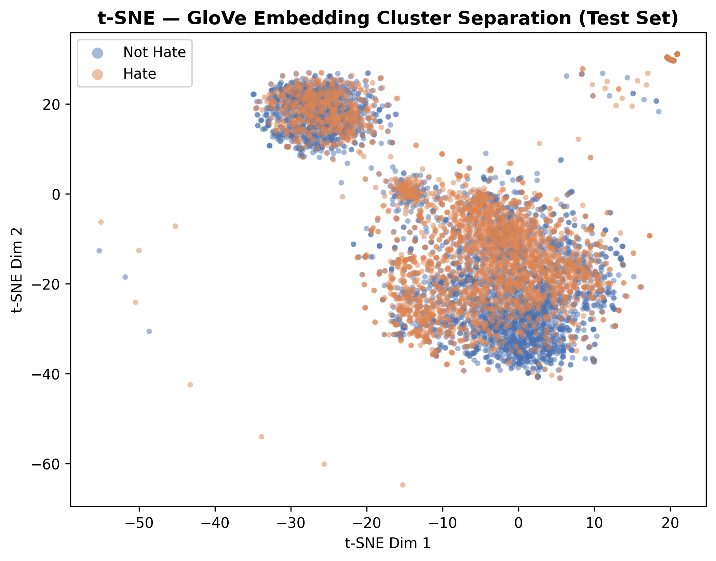 t-SNE — GloVe Embedding Cluster Separation (Test Set)
Not Hate
Hate
20
0
−20
−40
−60
t-SNE Dim 2
−50
−40
−30
−20
−10
0
10
20
t-SNE Dim 1